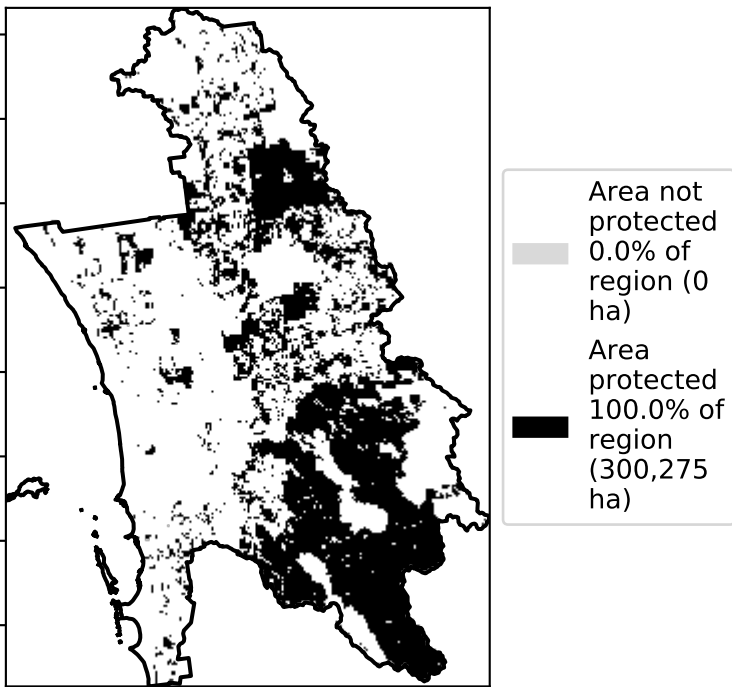 Area not
protected
0.0% of
region (0
ha)
Area
protected
100.0% of
region
(300,275
ha)